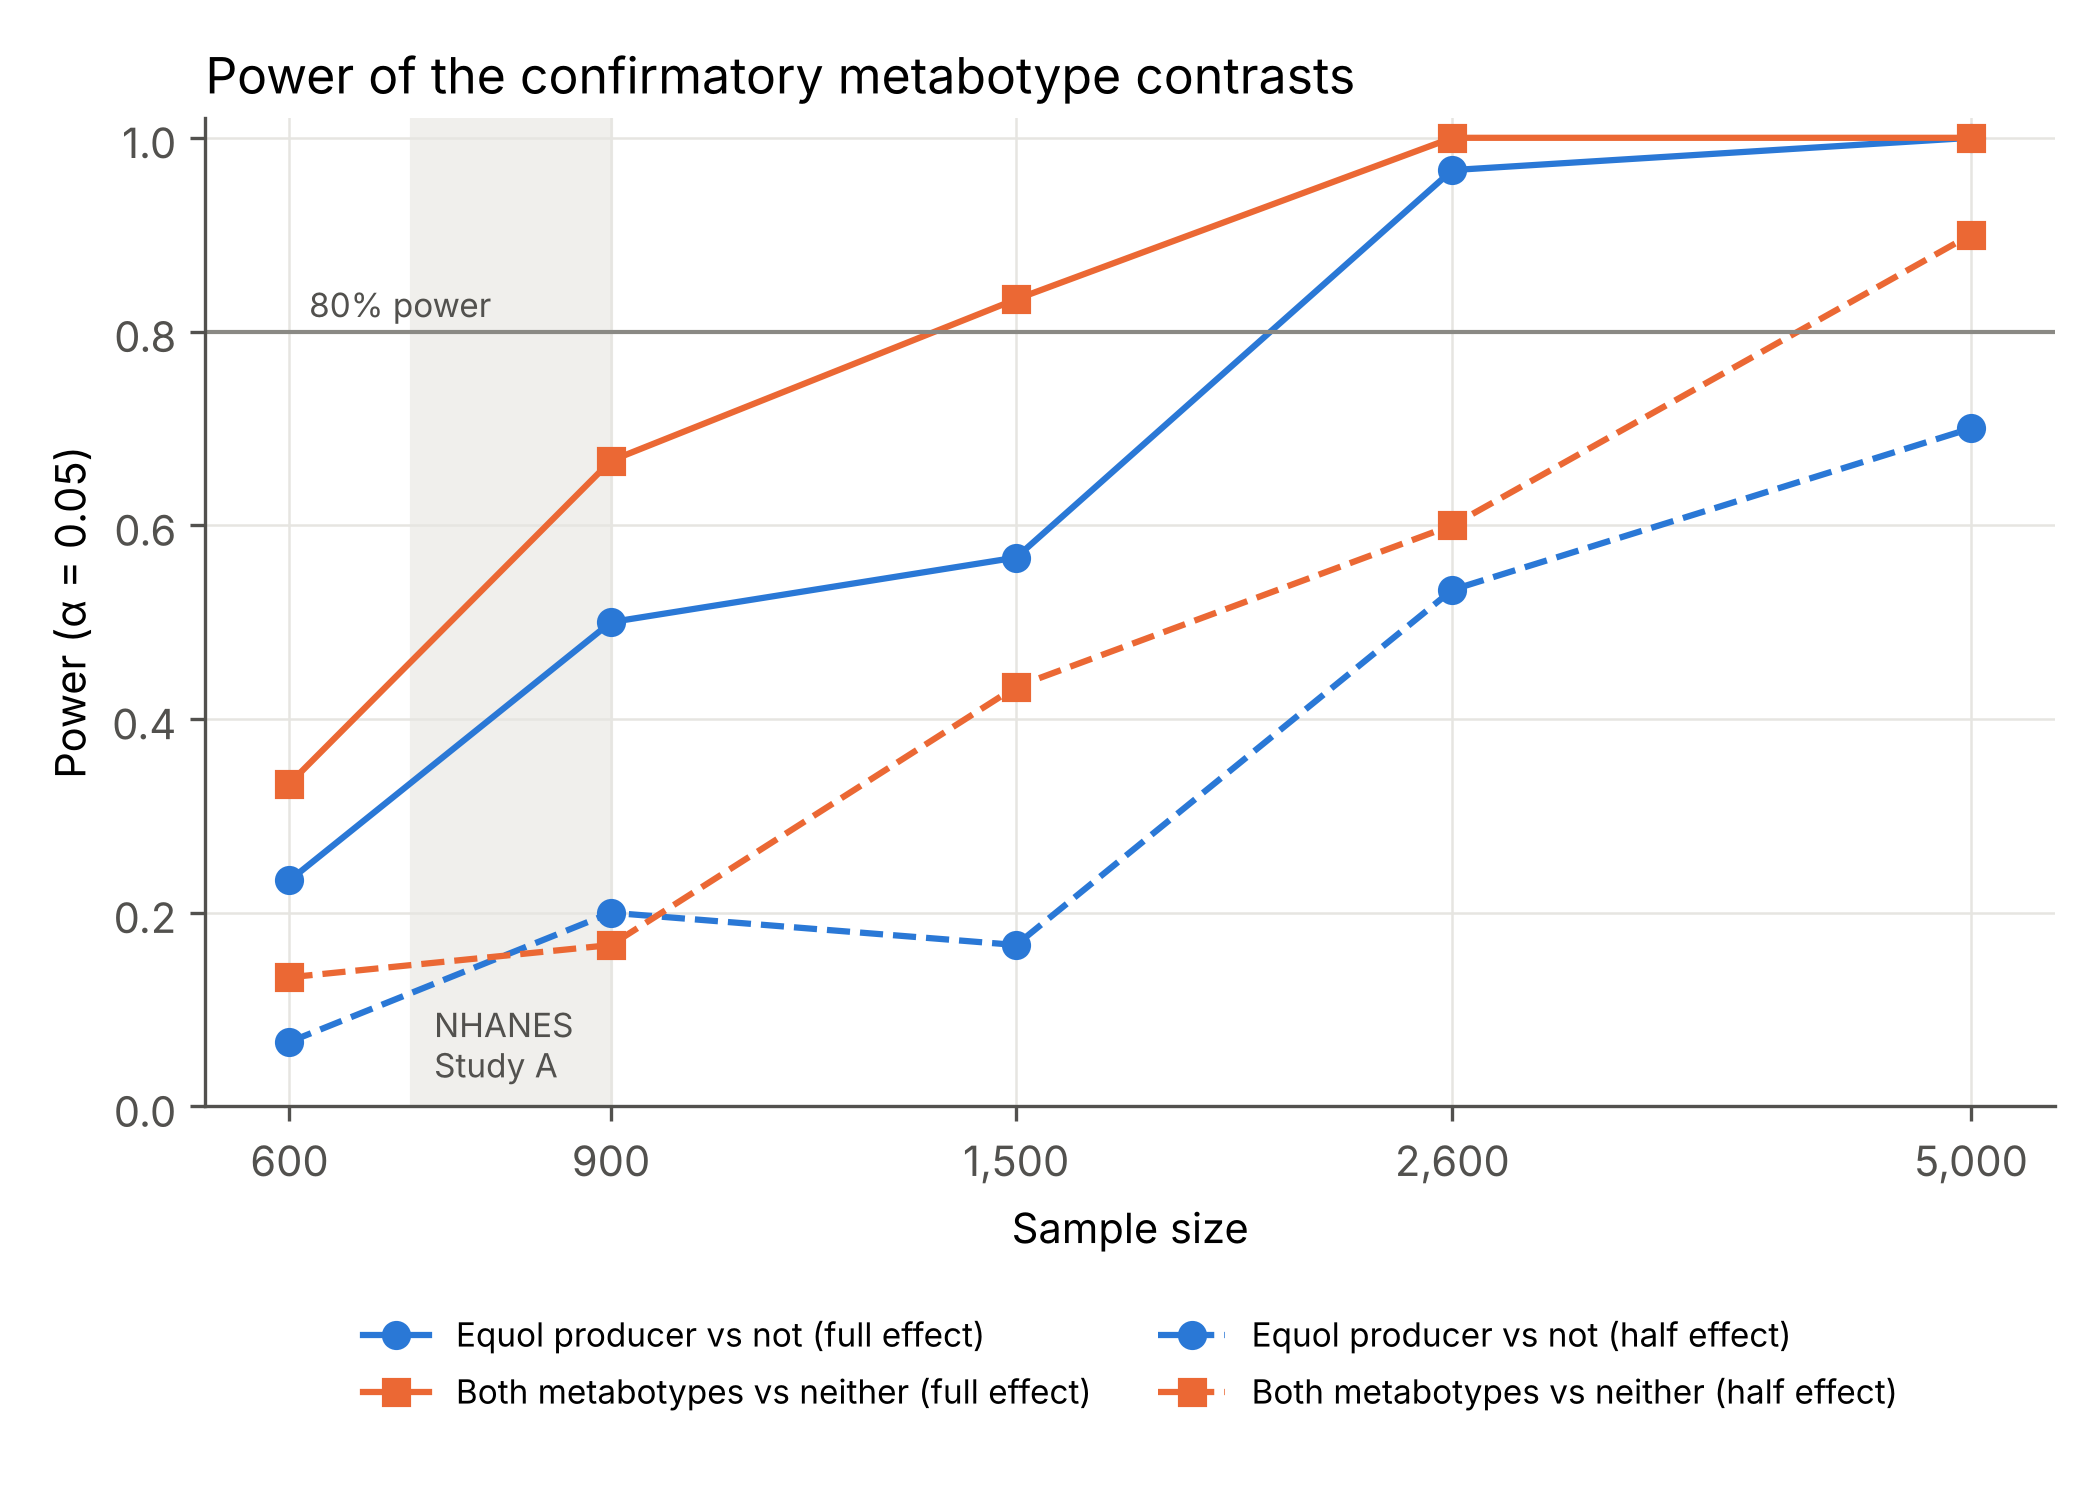 Power of the confirmatory metabotype contrasts
1.0
80% power
0.8
0.6
0.4
0.2
0.0
Power (α = 0.05)
NHANES
Study A
600
900
1,500
2,600
5,000
Sample size
Equol producer vs not (full effect)
Equol producer vs not (half effect)
Both metabotypes vs neither (full effect)
Both metabotypes vs neither (half effect)